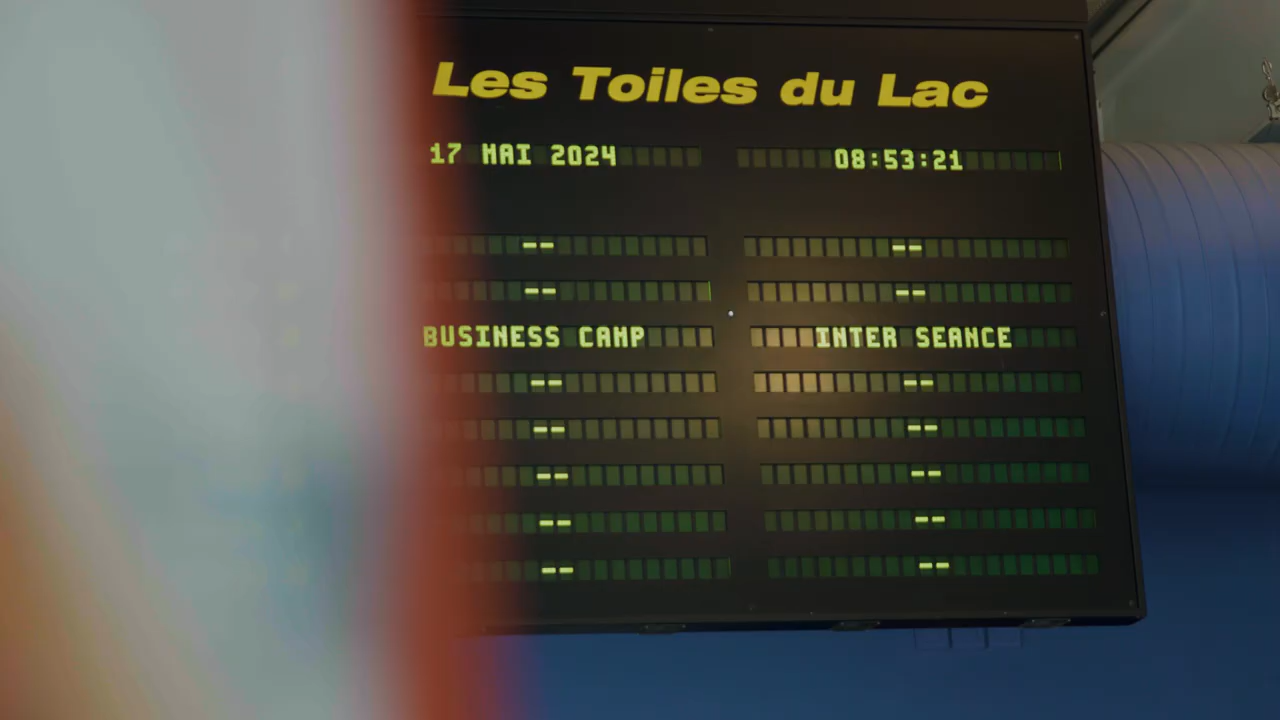 Les Toiles du Lac
17 MAI 2024 08:53:21
-- --
-- --
BUSINESS CAMP INTER SEANCE
-- --
-- --
-- --
-- --
-- --